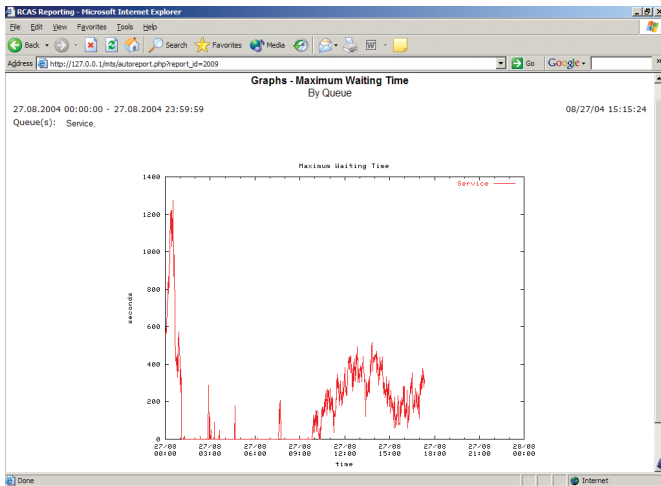 RCAS Reporting - Microsoft Internet Explorer
File Edit View Favorites Tools Help
Back Search Favorites Media
Address http://127.0.0.1/mts/autoreport.php?report_id=2009 Go Google
Graphs - Maximum Waiting Time
By Queue
27.08.2004 00:00:00 - 27.08.2004 23:59:59 08/27/04 15:15:24
Queue(s): Service,
Maximum Waiting Time
Service
1400
1200
1000
800
600
400
200
0
seconds
27/08 27/08 27/08 27/08 27/08 27/08 27/08 27/08 28/08
00:00 03:00 06:00 09:00 12:00 15:00 18:00 21:00 00:00
time
Done Internet